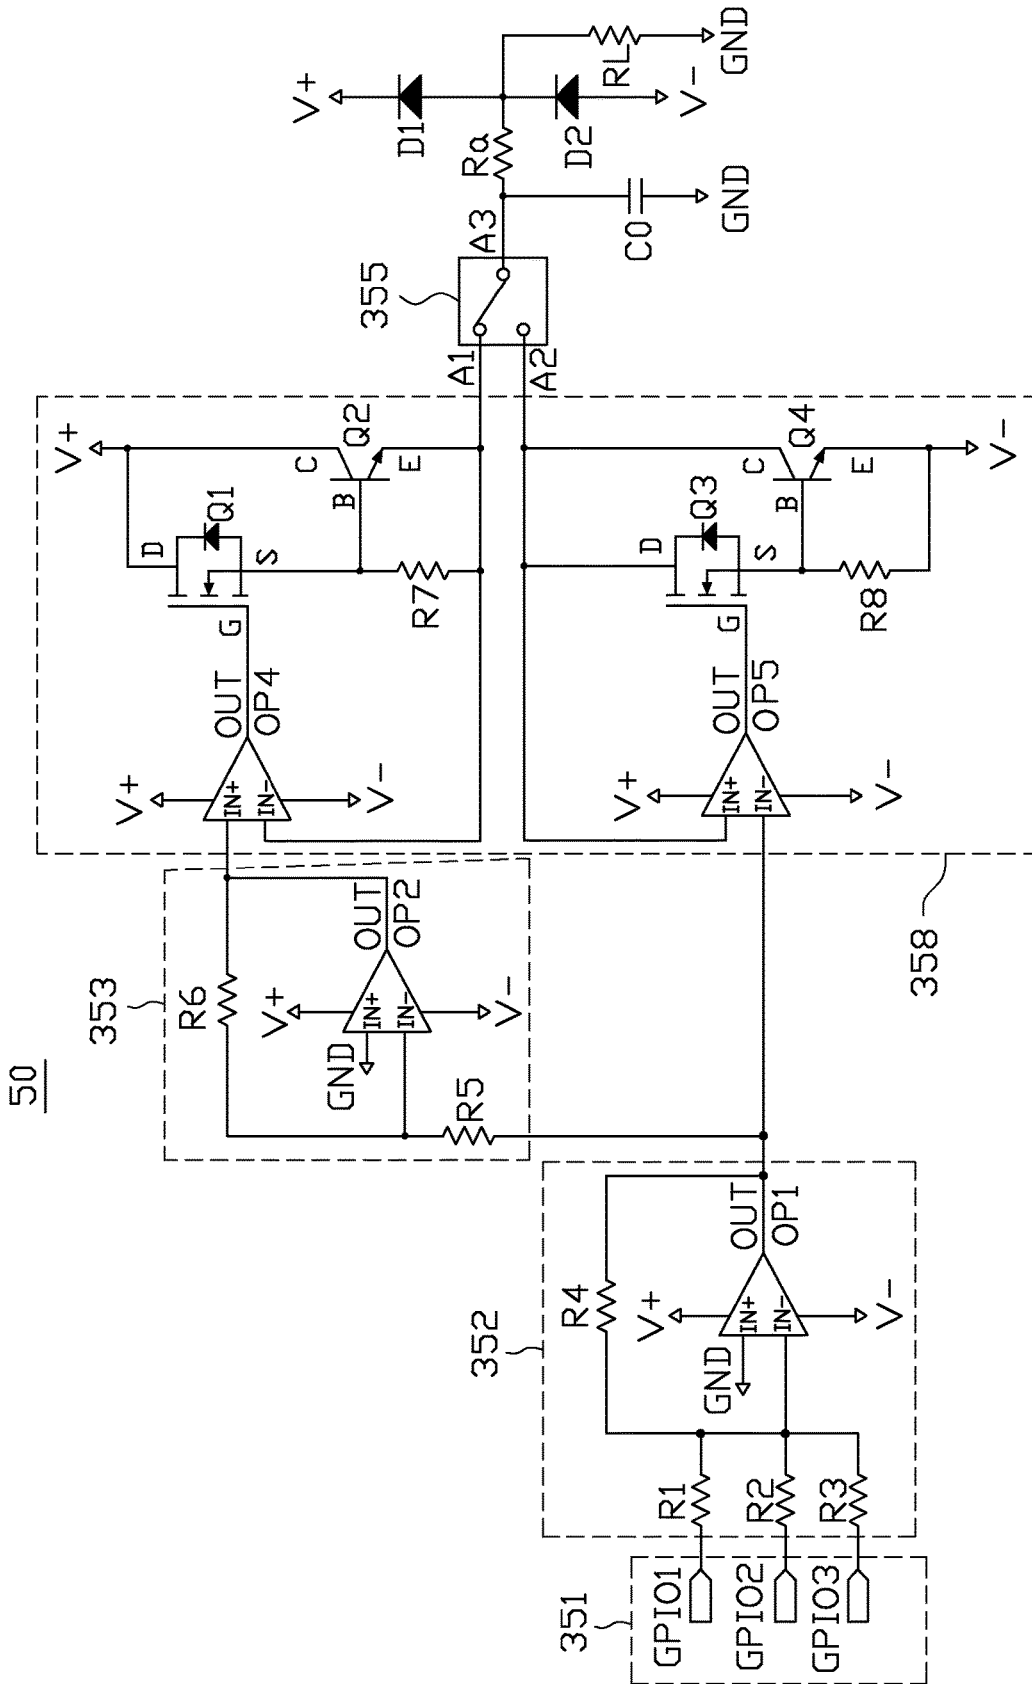 50
V+
D1
Ra
D2
V-
RL
GND
C0
GND
355
A1
A2
A3
V+
D
Q1
S
G
C
Q2
B
E
R7
OUT
OP4
V+
IN+
IN-
V-
D
Q3
S
G
C
Q4
B
E
V-
R8
OUT
OP5
V+
IN+
IN-
V-
358
353
R6
OUT
OP2
V+
IN+
IN-
V-
GND
R5
352
R4
OUT
OP1
V+
IN+
IN-
V-
GND
R1
R2
R3
351
GPIO1
GPIO2
GPIO3